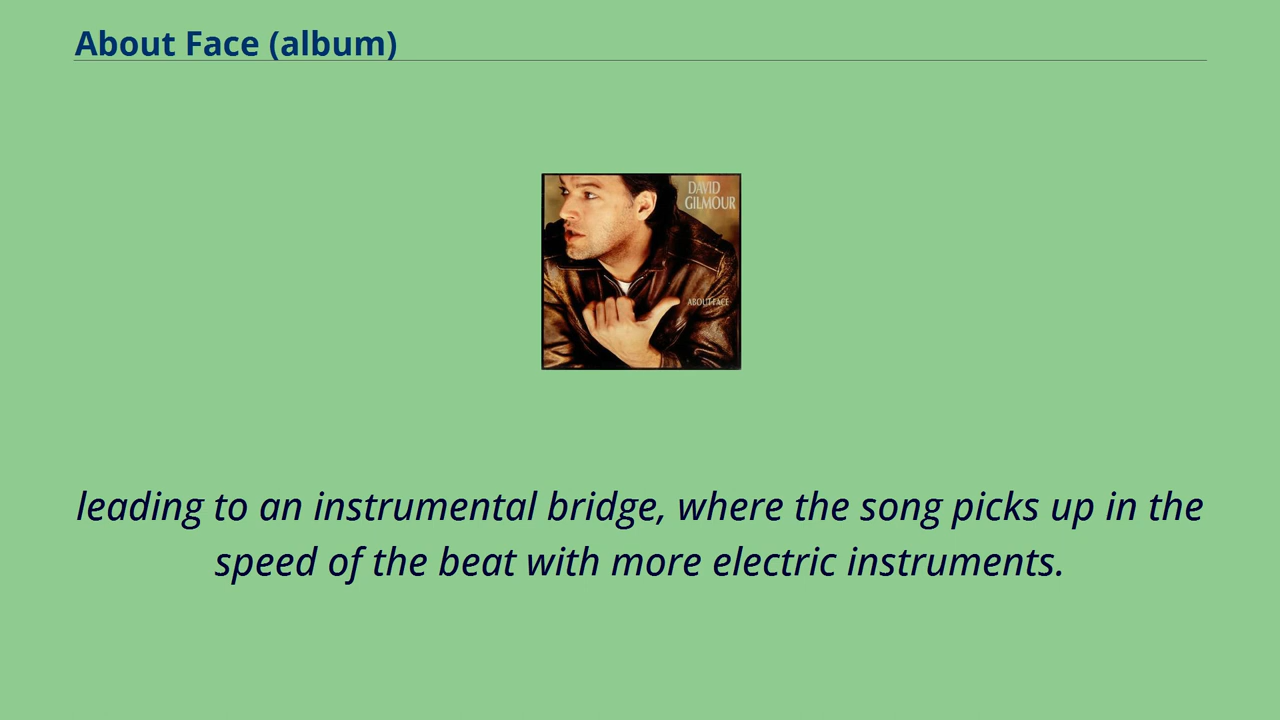 About Face (album)
DAVID
GILMOUR
ABOUT FACE
leading to an instrumental bridge, where the song picks up in the
speed of the beat with more electric instruments.